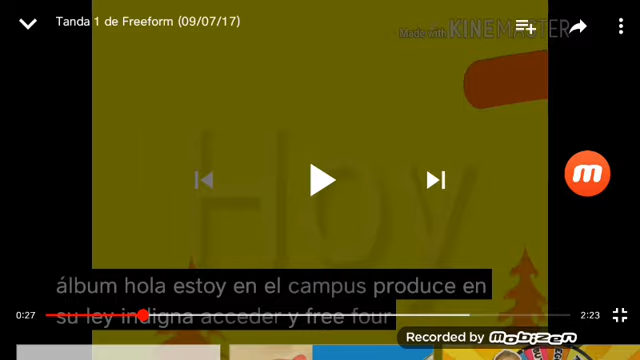 Tanda 1 de Freeform (09/07/17)
Made with KINEMASTER
Hoy
álbum hola estoy en el campus produce en
0:27
2:23
su ley indigna acceder y free four
Recorded by mobizen